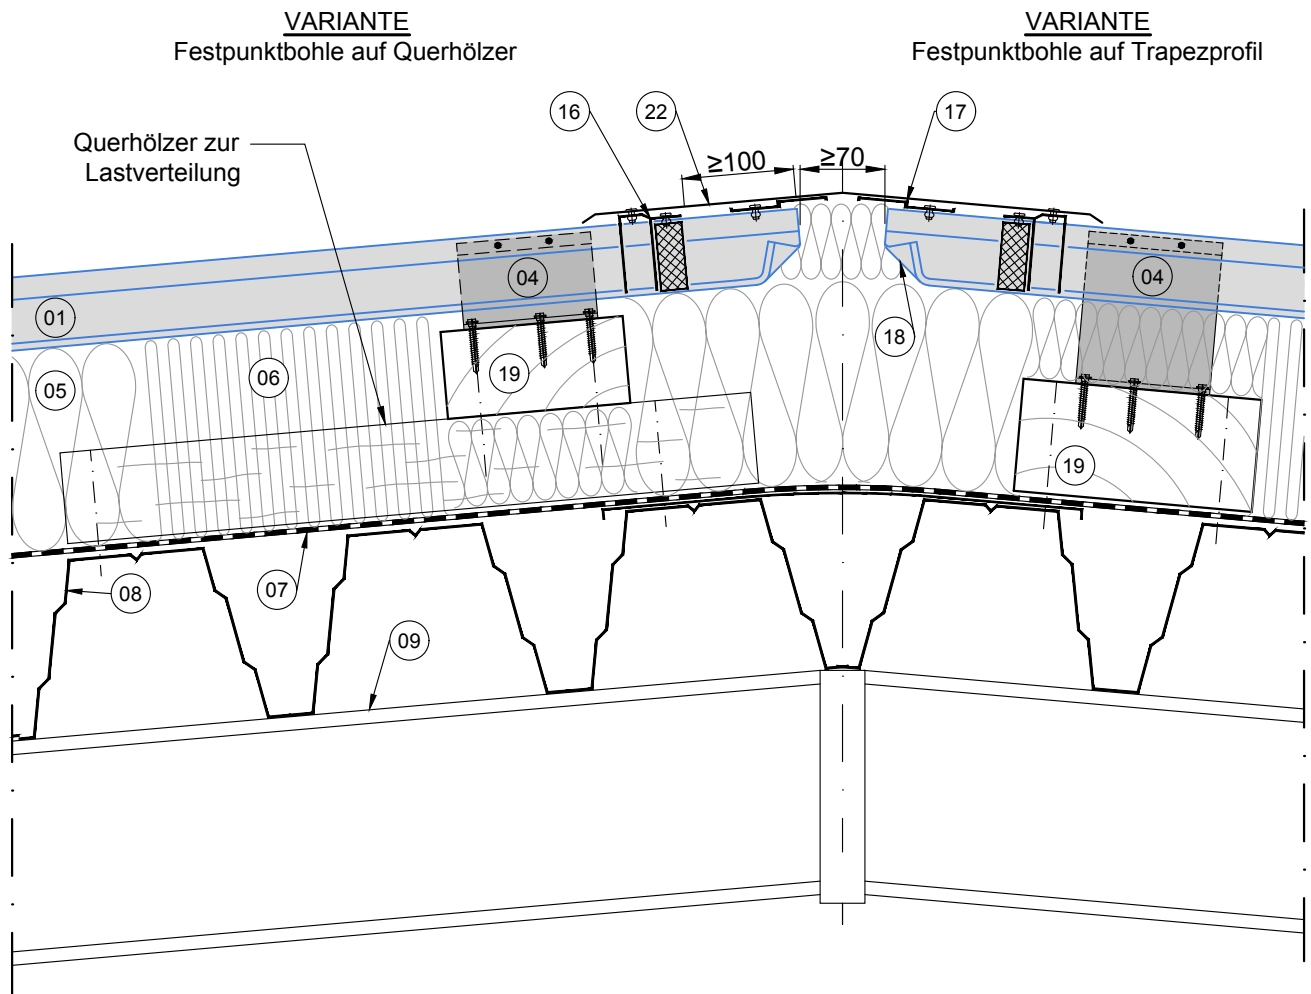 VARIANTE
Festpunktbohle auf Querhölzer
VARIANTE
Festpunktbohle auf Trapezprofil
16
22
17
Querhölzer zur
Lastverteilung
≥100
≥70
04
04
01
18
05
06
19
19
08
07
09